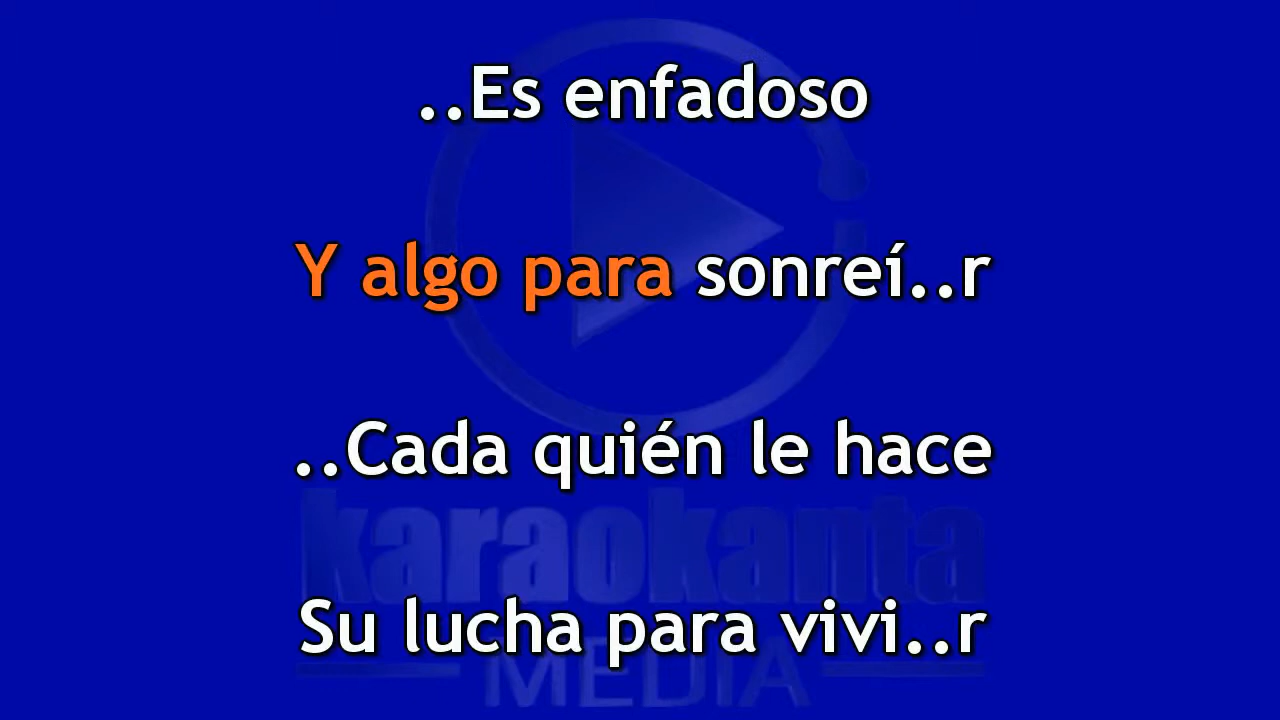 ..Es enfadoso
Y algo para sonreí..r
..Cada quién le hace
karaokanta
Su lucha para vivi..r
MEDIA